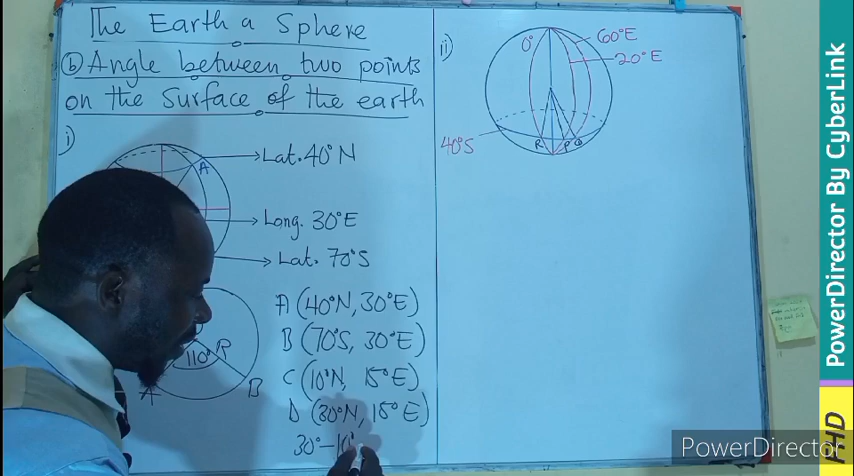 The Earth a Sphere
(b) Angle between two points
on the surface of the earth
i)
A
Lat. 40°N
Long. 30°E
Lat. 70°S
110°
R
A
B
A (40°N, 30°E)
B (70°S, 30°E)
C (10°N, 15°E)
D (30°N, 15°E)
30°-10°
ii)
0°
60°E
20°E
40°S
R
P
Q
PowerDirector
PowerDirector By CyberLink
FHD